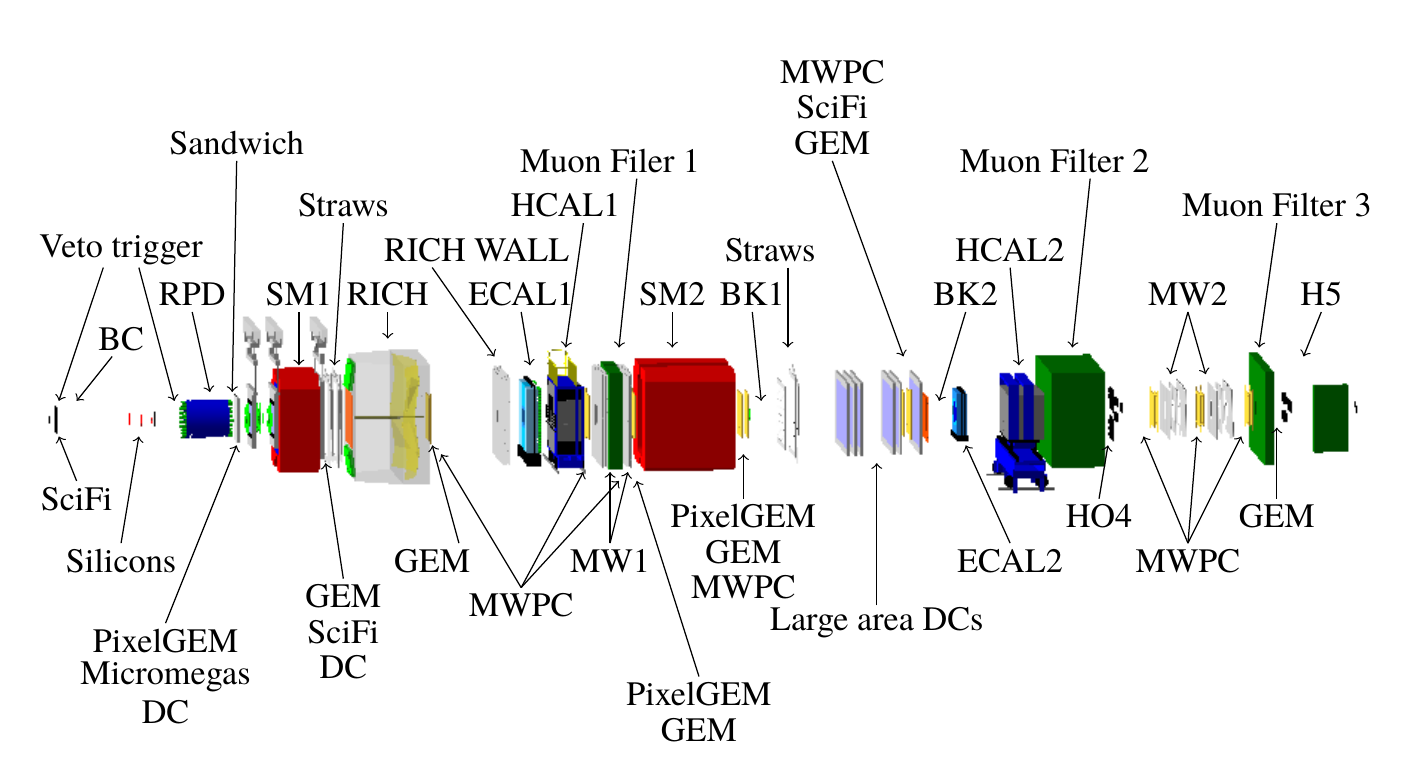 MWPC
SciFi
GEM
Sandwich
Muon Filer 1
Muon Filter 2
Straws
HCAL1
Muon Filter 3
Veto trigger
RICH WALL
Straws
HCAL2
RPD
SM1
RICH
ECAL1
SM2
BK1
BK2
MW2
H5
BC
SciFi
PixelGEM
GEM
MWPC
HO4
GEM
Silicons
GEM
MW1
ECAL2
MWPC
GEM
SciFi
DC
MWPC
Large area DCs
PixelGEM
Micromegas
DC
PixelGEM
GEM